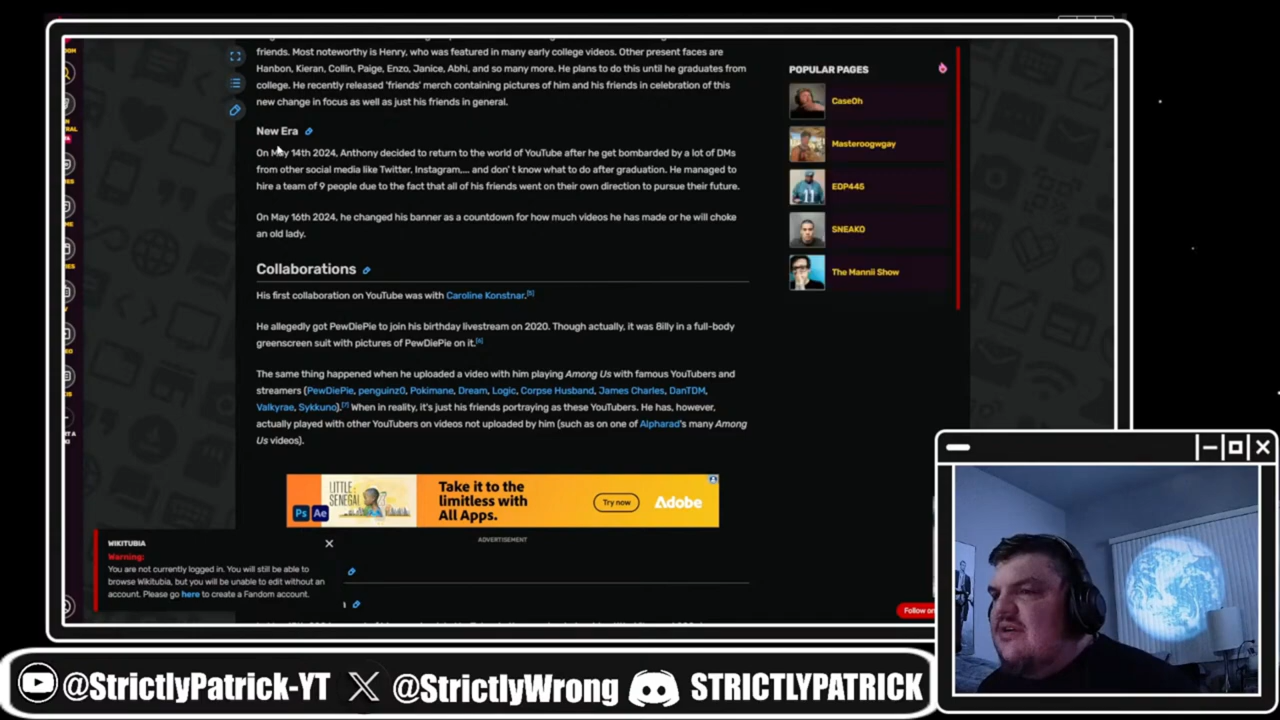 friends. Most noteworthy is Henry, who was featured in many early college videos. Other present faces are
Hanbon, Kieran, Collin, Paige, Enzo, Janice, Abhi, and so many more. He plans to do this until he graduates from
college. He recently released 'friends' merch containing pictures of him and his friends in celebration of this
new change in focus as well as just his friends in general.
New Era
On May 14th 2024, Anthony decided to return to the world of YouTube after he get bombarded by a lot of DMs
from other social media like Twitter, Instagram,... and don't know what to do after graduation. He managed to
hire a team of 9 people due to the fact that all of his friends went on their own direction to pursue their future.
On May 16th 2024, he changed his banner as a countdown for how much videos he has made or he will choke
an old lady.
Collaborations
His first collaboration on YouTube was with Caroline Konstnar.[5]
He allegedly got PewDiePie to join his birthday livestream on 2020. Though actually, it was Billy in a full-body
greenscreen suit with pictures of PewDiePie on it.[6]
The same thing happened when he uploaded a video with him playing Among Us with famous YouTubers and
streamers (PewDiePie, penguinz0, Pokimane, Dream, Logic, Corpse Husband, James Charles, DanTDM,
Valkyrae, Sykkuno).[7] When in reality, it's just his friends portraying as these YouTubers. He has, however,
actually played with other YouTubers on videos not uploaded by him (such as on one of Alpharad's many Among
Us videos).
LITTLE
SENEGAL
Ps Ae
Take it to the
limitless with
All Apps.
Try now
Adobe
ADVERTISEMENT
POPULAR PAGES
CaseOh
Masteroogwgay
EDP445
11
SNEAKO
The Mannii Show
WIKITUBIA
Warning:
You are not currently logged in. You will still be able to
browse Wikitubia, but you will be unable to edit without an
account. Please go here to create a Fandom account.
Follow on
@StrictlyPatrick-YT
@StrictlyWrong
STRICTLYPATRICK